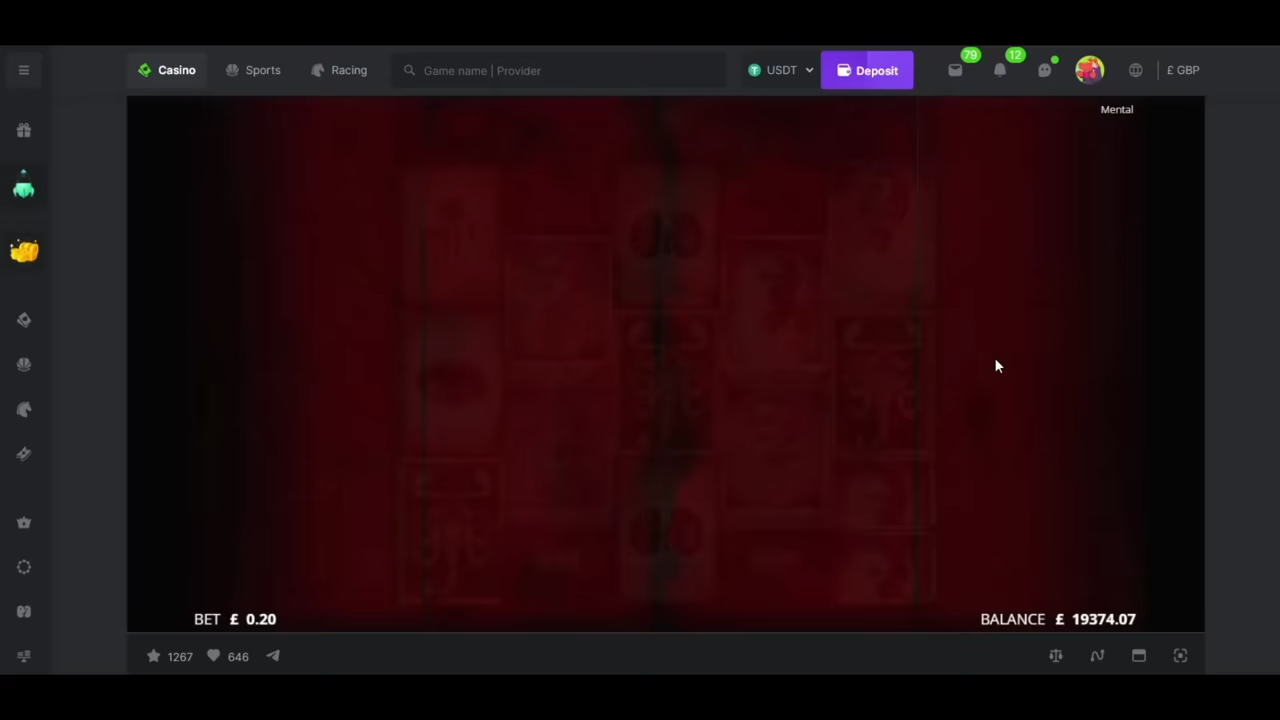 Casino
Sports
Racing
Game name | Provider
USDT
Deposit
79
12
£ GBP
Mental
BET £ 0.20
BALANCE £ 19374.07
1267
646